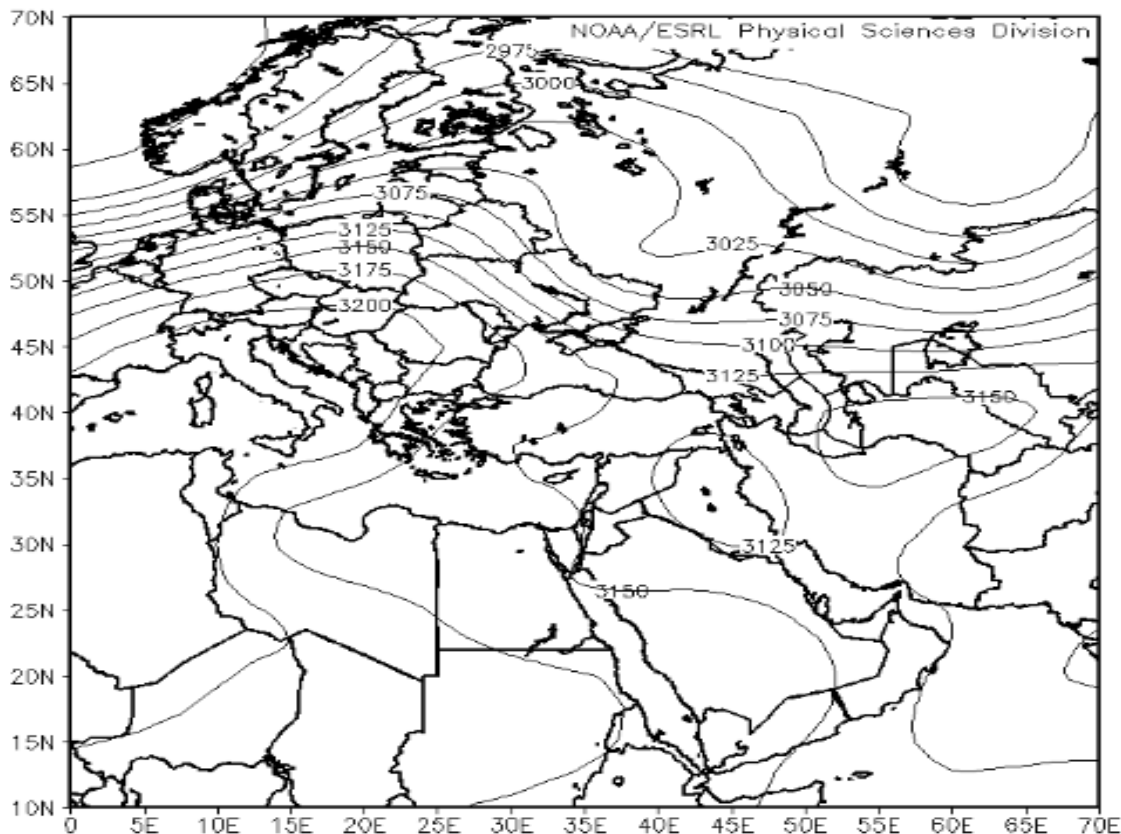 70N
NOAA/ESRL Physical Sciences Division
2975
65N
3000
60N
3075
55N
3125
3150
3025
3175
50N
3050
3200
3075
45N
3100
3125
3150
40N
35N
30N
3125
3150
25N
20N
15N
10N
0 5E 10E 15E 20E 25E 30E 35E 40E 45E 50E 55E 60E 65E 70E